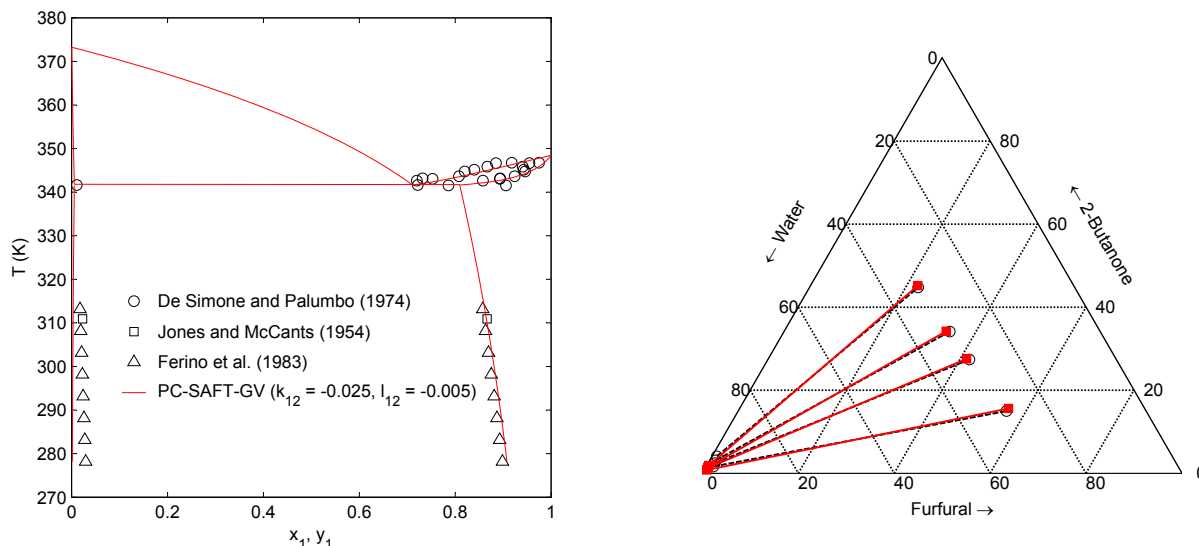 380
370
360
350
340
330
320
310
300
290
280
270
T (K)
De Simone and Palumbo (1974)
Jones and McCants (1954)
Ferino et al. (1983)
PC-SAFT-GV (k12 = -0.025, l12 = -0.005)
0 0.2 0.4 0.6 0.8 1
x1, y1
0
20 80
← Water
← 2-Butanone
40 60
60 40
80 20
0 20 40 60 80 0
Furfural →